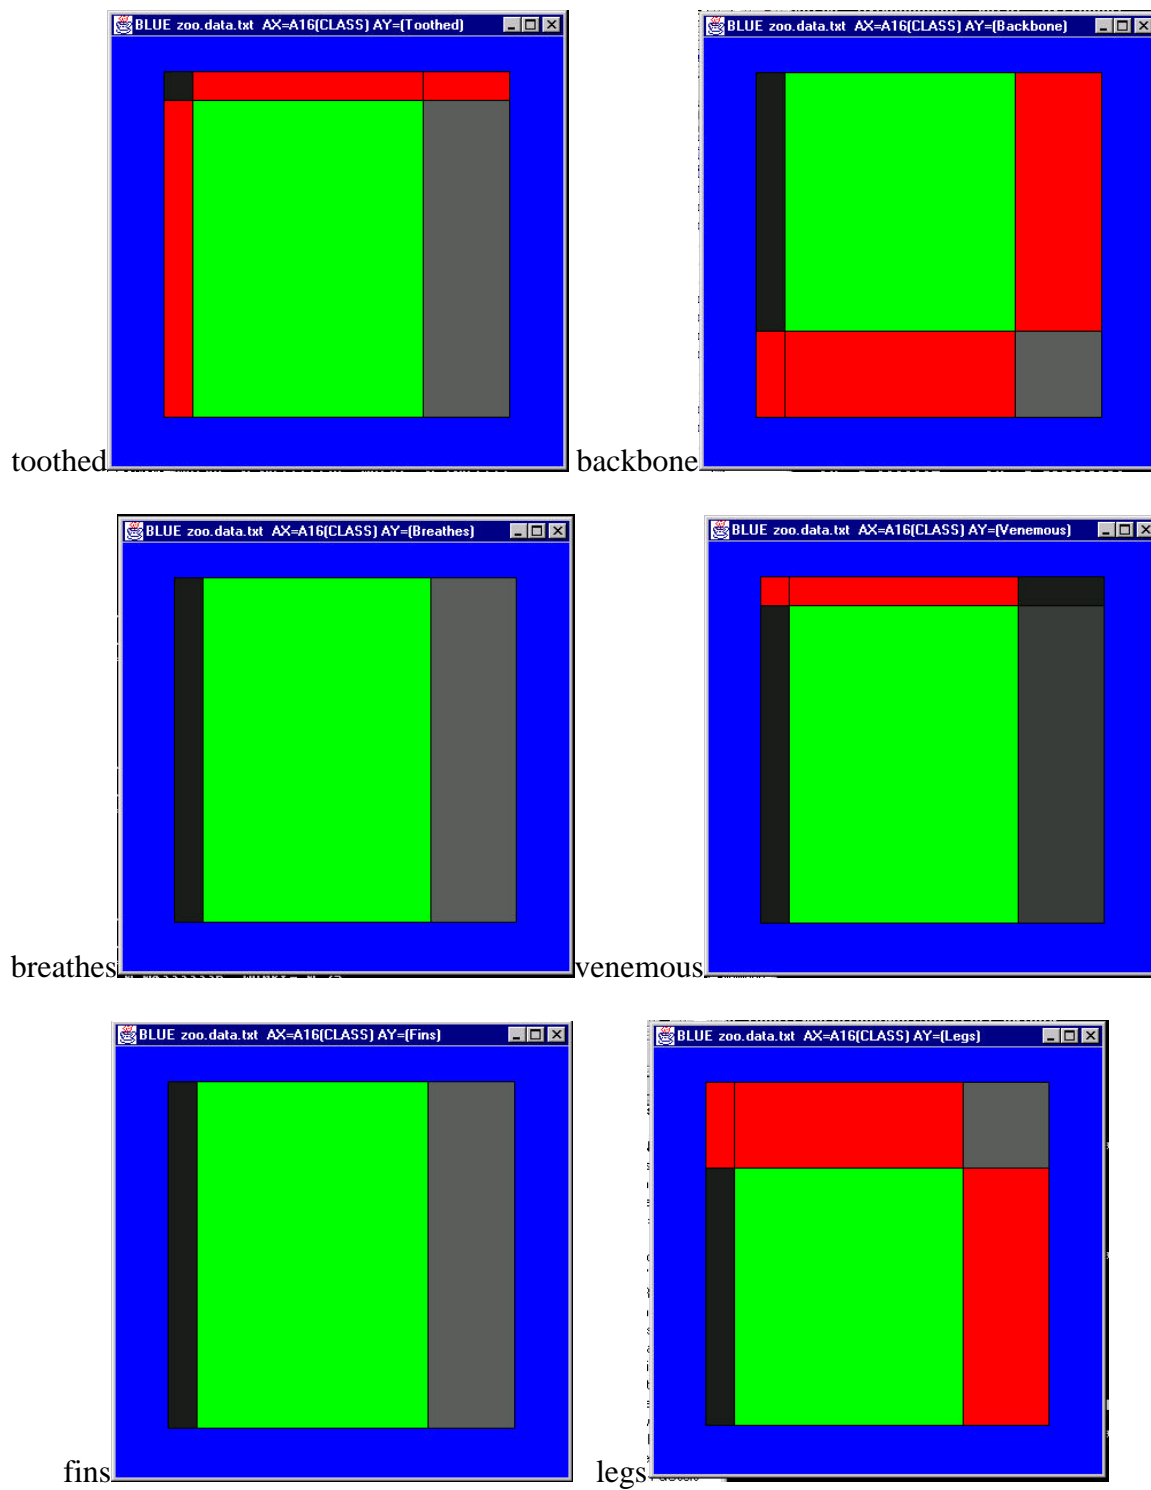 BLUE zoo.data.txt AX=A16(CLASS) AY=(Toothed)
BLUE zoo.data.txt AX=A16(CLASS) AY=(Backbone)
toothed
backbone
BLUE zoo.data.txt AX=A16(CLASS) AY=(Breathes)
BLUE zoo.data.txt AX=A16(CLASS) AY=(Venemous)
breathes
venemous
BLUE zoo.data.txt AX=A16(CLASS) AY=(Fins)
BLUE zoo.data.txt AX=A16(CLASS) AY=(Legs)
fins
legs